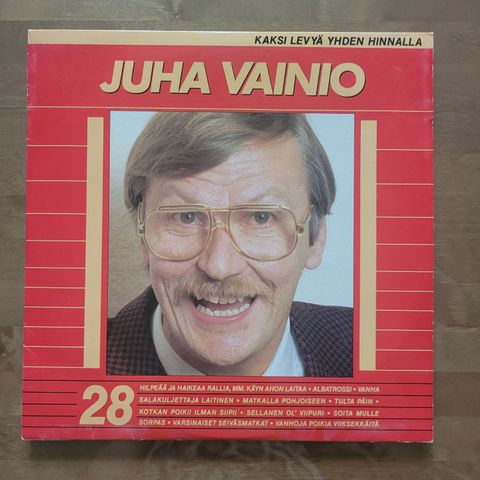 KAKSI LEVYÄ YHDEN HINNALLA
JUHA VAINIO
28
HILPEÄÄ JA HAIKEAA RALLIA, MM. KÄYN AHON LAITAA • ALBATROSSI • VANHA
SALAKULJETTAJA LAITINEN • MATKALLA POHJOISEEN • TULTA PÄIN •
KOTKAN POIKII ILMAN SIIPII • SELLANEN OL' VIIPURI • SOITA MULLE
SORPAS • VARSINAISET SEIVÄSMATKAT • VANHOJA POIKIA VIIKSEKKÄITÄ